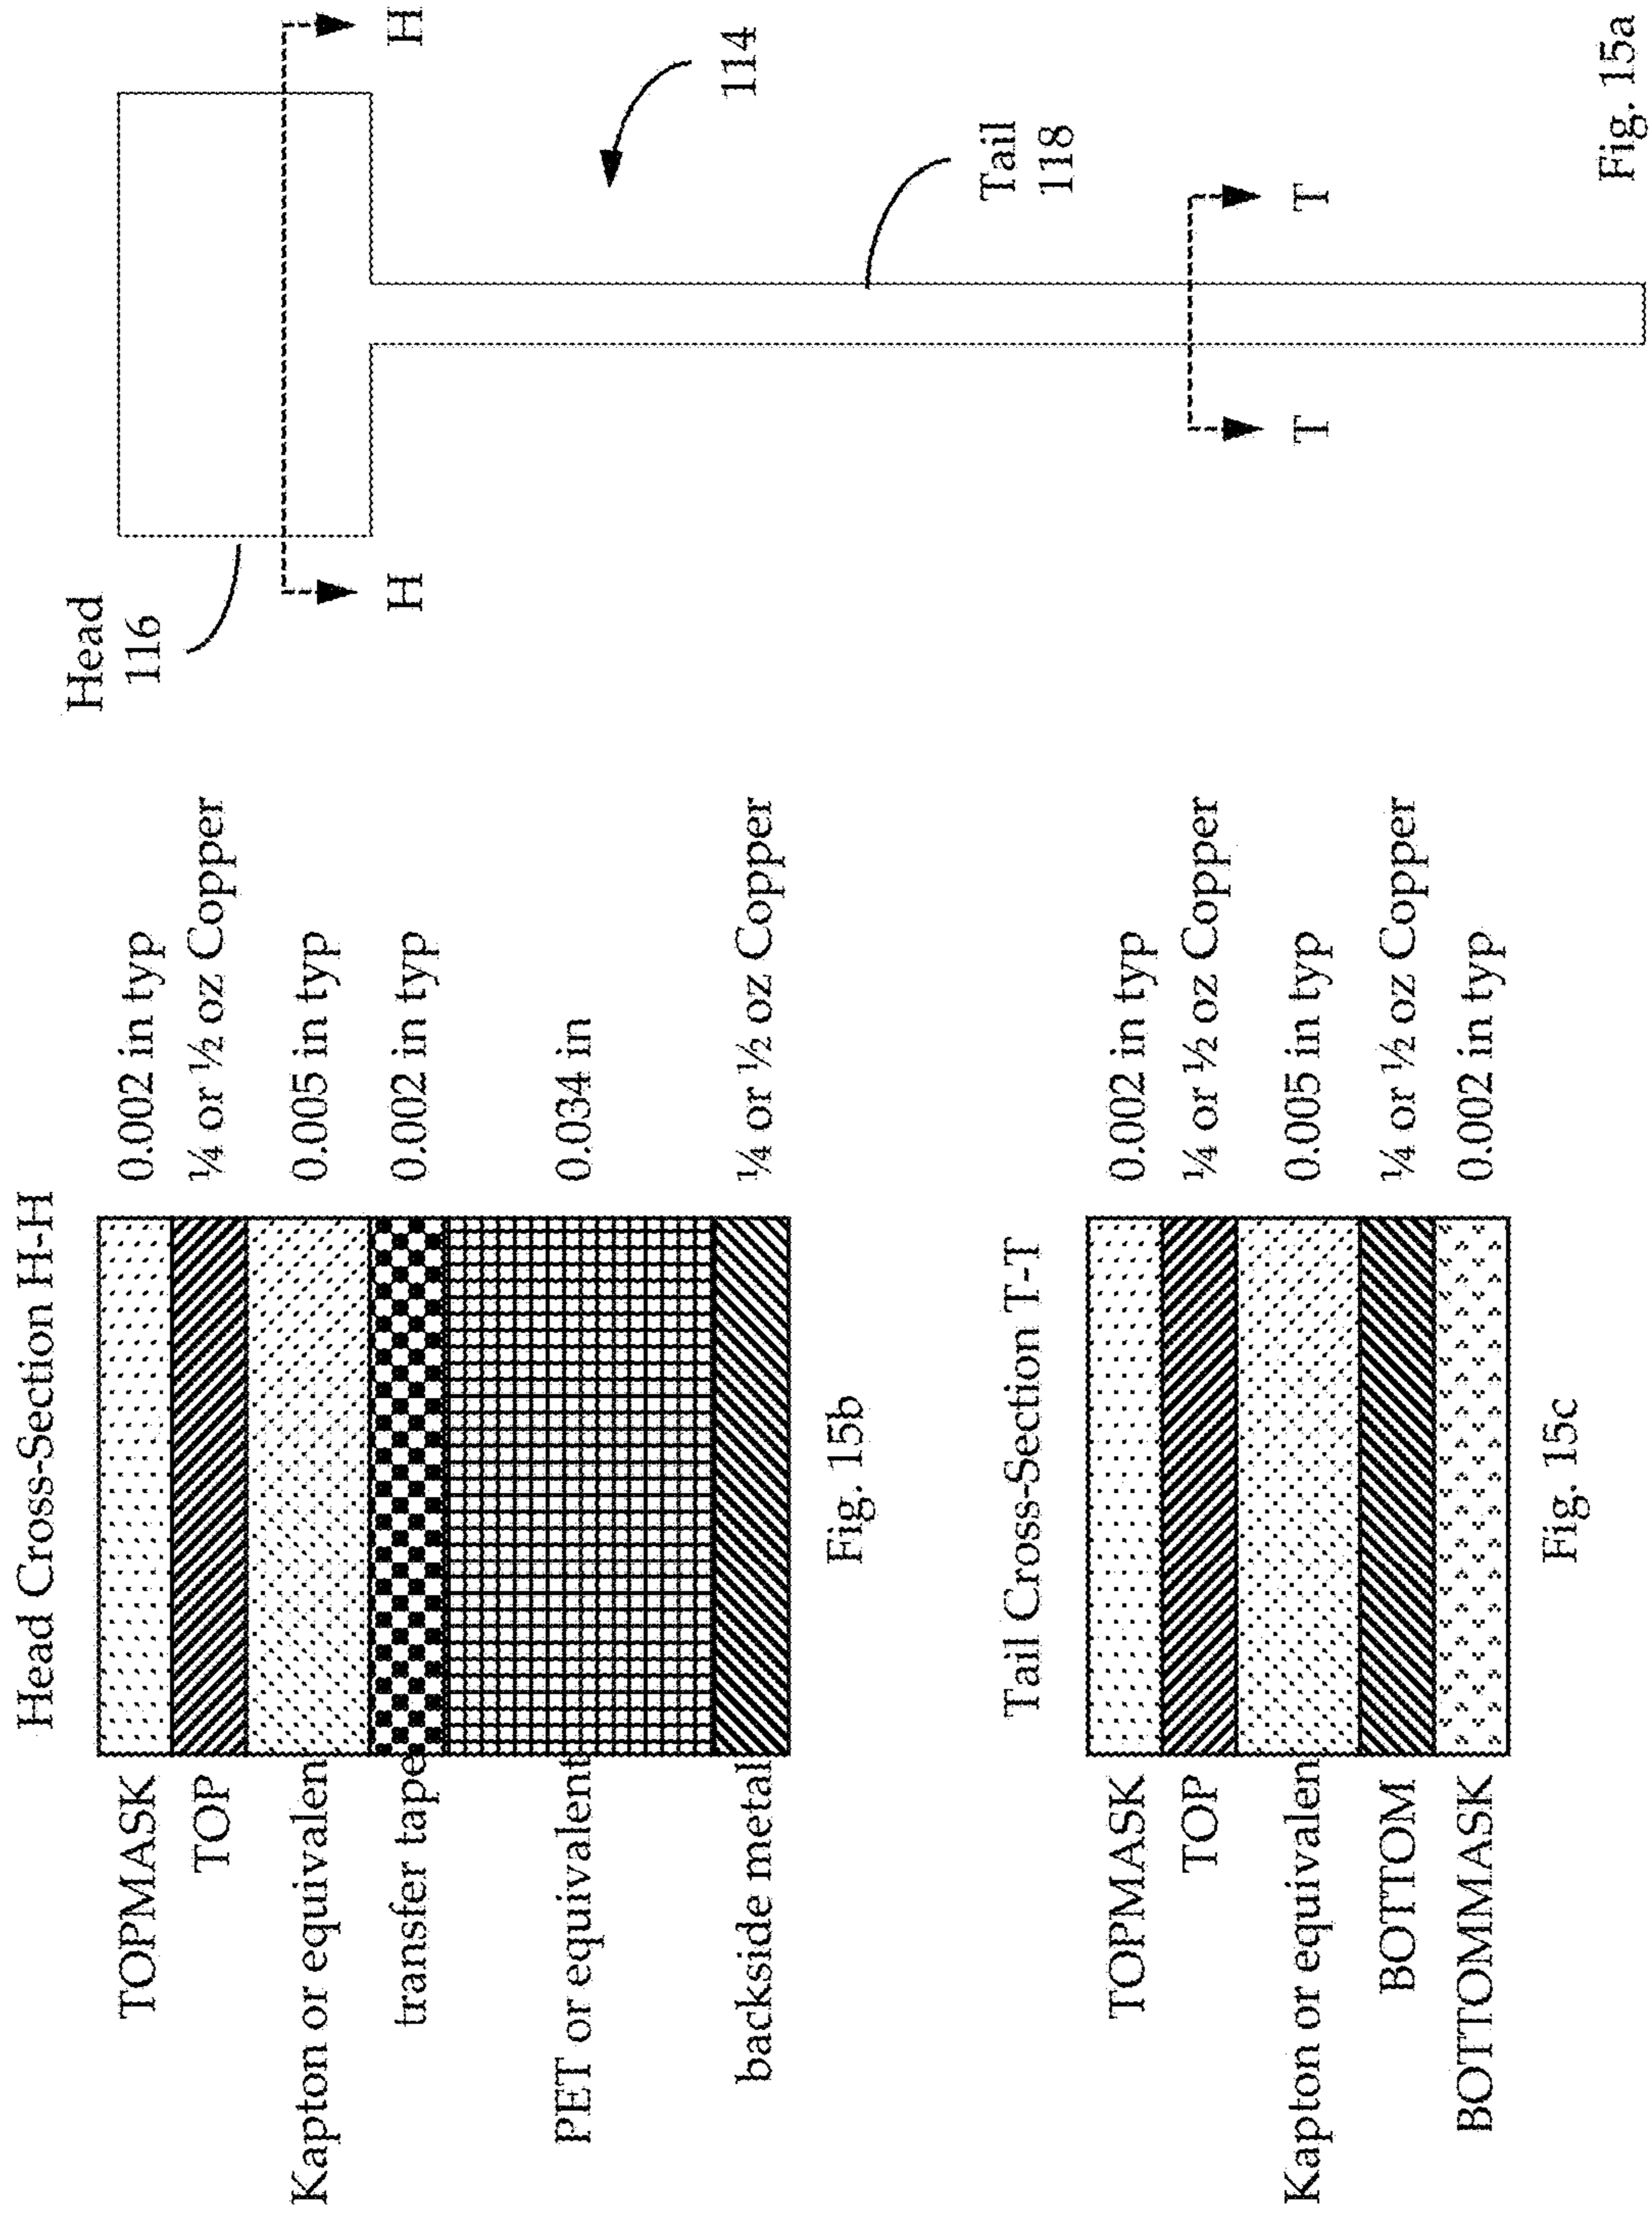 Head Cross-Section H-H
TOPMASK
0.002 in typ
TOP
¼ or ½ oz Copper
Kapton or equivalen
0.005 in typ
transfer tape
0.002 in typ
PET or equivalent
0.034 in
backside metal
¼ or ½ oz Copper
Fig. 15b
Tail Cross-Section T-T
TOPMASK
0.002 in typ
TOP
¼ or ½ oz Copper
Kapton or equivalen
0.005 in typ
BOTTOM
¼ or ½ oz Copper
BOTTOMMASK
0.002 in typ
Fig. 15c
Head
116
H
H
114
Tail
118
T
T
Fig. 15a